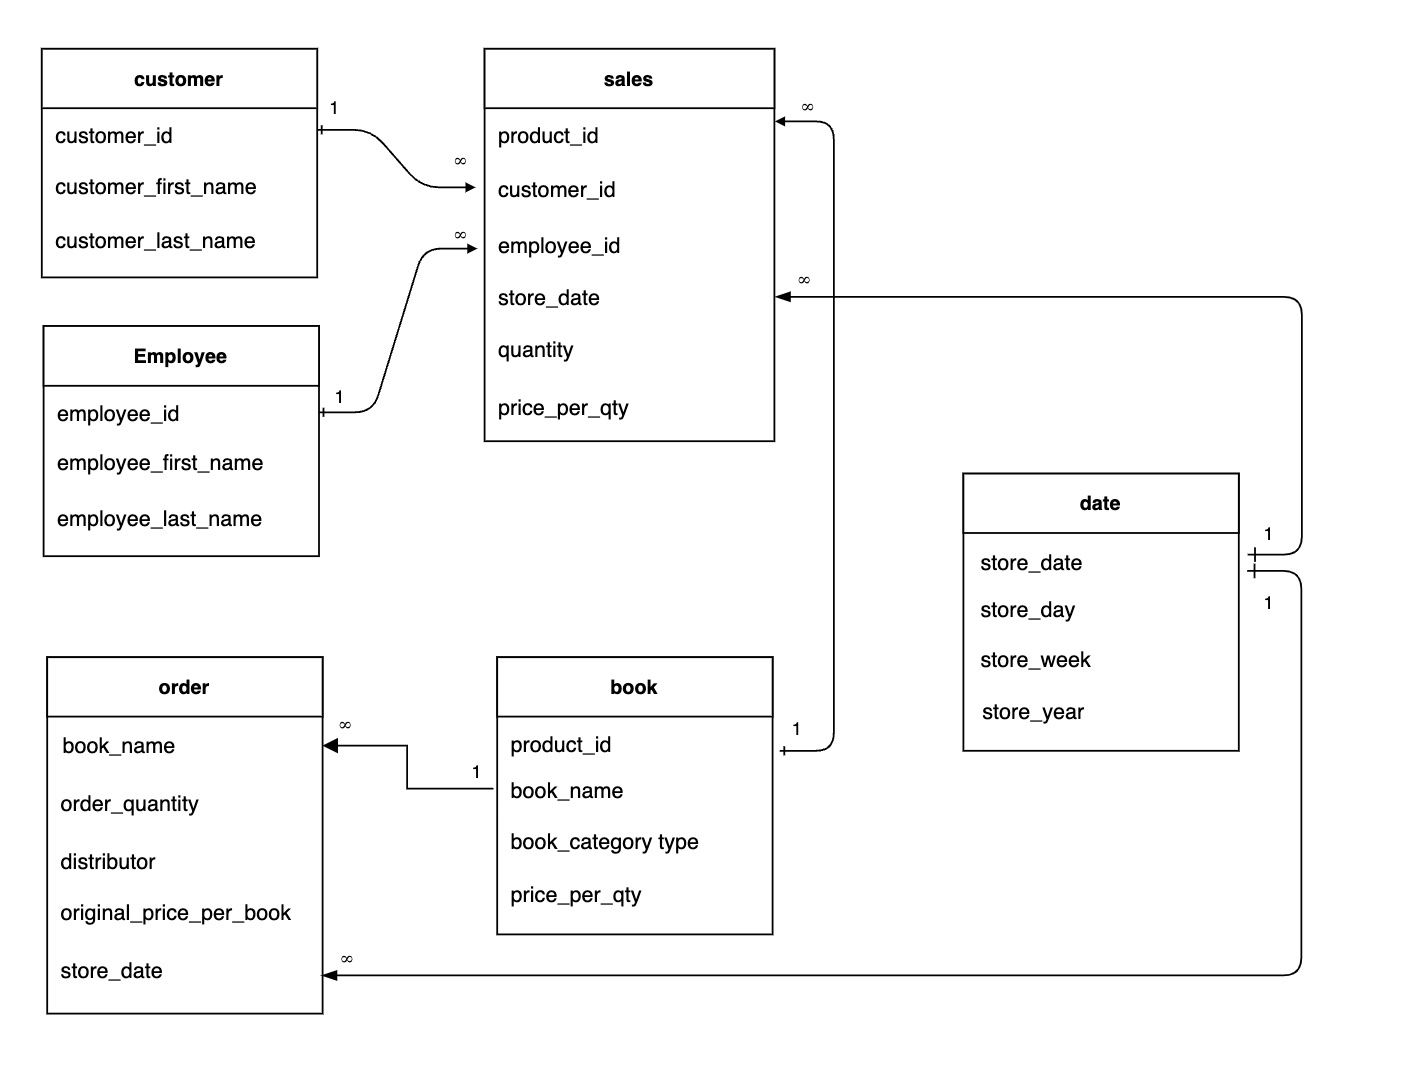 customer
customer_id
customer_first_name
customer_last_name
1
∞
sales
product_id
customer_id
employee_id
store_date
quantity
price_per_qty
∞
∞
∞
Employee
employee_id
employee_first_name
employee_last_name
1
date
store_date
store_day
store_week
store_year
1
1
order
book_name
order_quantity
distributor
original_price_per_book
store_date
∞
∞
book
product_id
book_name
book_category type
price_per_qty
1
1